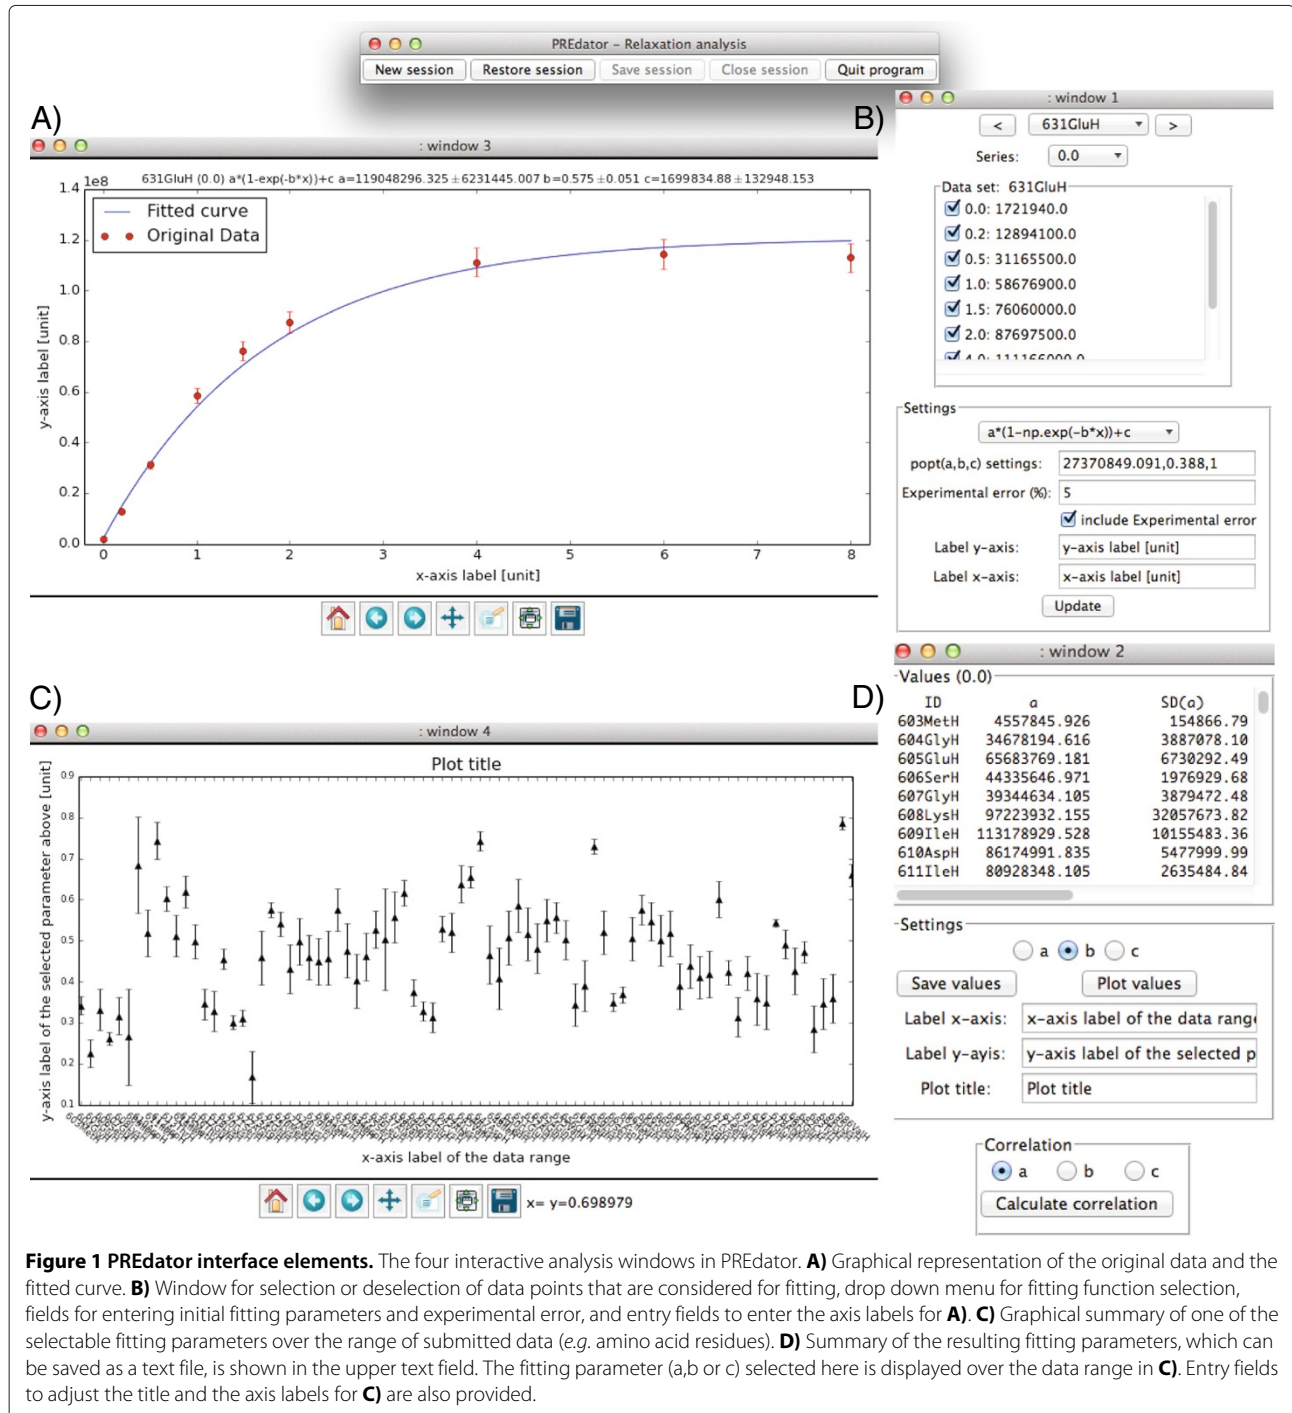 PREdator – Relaxation analysis
New session Restore session Save session Close session Quit program
A)
: window 3
1e8
631GluH (0.0) a*(1-exp(-b*x))+c a=119048296.325 ±6231445.007 b=0.575 ±0.051 c=1699834.88 ±132948.153
Fitted curve
Original Data
1.4
1.2
1.0
0.8
0.6
0.4
0.2
0.0
y-axis label [unit]
0 1 2 3 4 5 6 7 8
x-axis label [unit]
B)
: window 1
< 631GluH >
Series: 0.0
Data set: 631GluH
0.0: 1721940.0
0.2: 12894100.0
0.5: 31165500.0
1.0: 58676900.0
1.5: 76060000.0
2.0: 87697500.0
4.0: 111166000.0
Settings
a*(1-np.exp(-b*x))+c
popt(a,b,c) settings: 27370849.091,0.388,1
Experimental error (%): 5
include Experimental error
Label y-axis: y-axis label [unit]
Label x-axis: x-axis label [unit]
Update
C)
: window 4
Plot title
0.9
0.8
0.7
0.6
0.5
0.4
0.3
0.2
0.1
y-axis label of the selected parameter above [unit]
x-axis label of the data range
x= y=0.698979
D)
: window 2
Values (0.0)
ID a SD(a)
603MetH 4557845.926 154866.79
604GlyH 34678194.616 3887078.10
605GluH 65683769.181 6730292.49
606SerH 44335646.971 1976929.68
607GlyH 39344634.105 3879472.48
608LysH 97223932.155 32057673.82
609IleH 113178929.528 10155483.36
610AspH 86174991.835 5477999.99
611IleH 80928348.105 2635484.84
Settings
a b c
Save values Plot values
Label x-axis: x-axis label of the data rang
Label y-ayis: y-axis label of the selected p
Plot title: Plot title
Correlation
a b c
Calculate correlation
Figure 1 PREdator interface elements. The four interactive analysis windows in PREdator. A) Graphical representation of the original data and the
fitted curve. B) Window for selection or deselection of data points that are considered for fitting, drop down menu for fitting function selection,
fields for entering initial fitting parameters and experimental error, and entry fields to enter the axis labels for A). C) Graphical summary of one of the
selectable fitting parameters over the range of submitted data (e.g. amino acid residues). D) Summary of the resulting fitting parameters, which can
be saved as a text file, is shown in the upper text field. The fitting parameter (a,b or c) selected here is displayed over the data range in C). Entry fields
to adjust the title and the axis labels for C) are also provided.